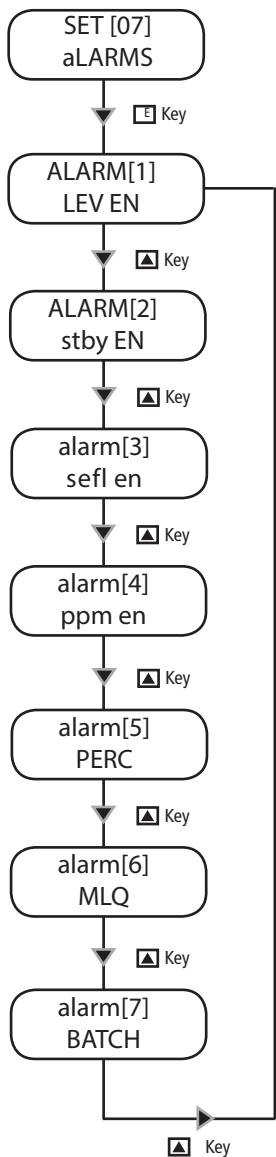 SET [07]
aLARMS
E Key
ALARM[1]
LEV EN
Key
ALARM[2]
stby EN
Key
alarm[3]
sefl en
Key
alarm[4]
ppm en
Key
alarm[5]
PERC
Key
alarm[6]
MLQ
Key
alarm[7]
BATCH
Key